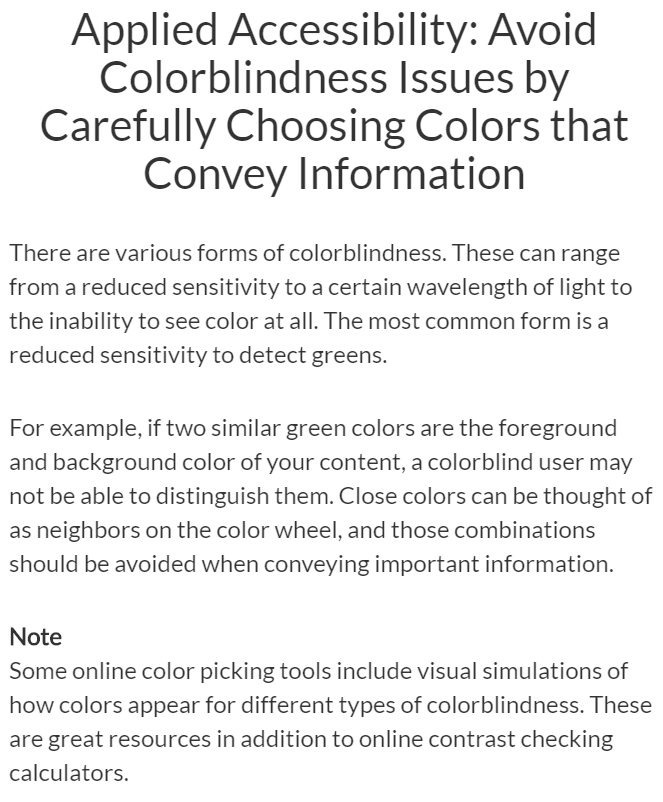 Applied Accessibility: Avoid
Colorblindness Issues by
Carefully Choosing Colors that
Convey Information
There are various forms of colorblindness. These can range
from a reduced sensitivity to a certain wavelength of light to
the inability to see color at all. The most common form is a
reduced sensitivity to detect greens.
For example, if two similar green colors are the foreground
and background color of your content, a colorblind user may
not be able to distinguish them. Close colors can be thought of
as neighbors on the color wheel, and those combinations
should be avoided when conveying important information.
Note
Some online color picking tools include visual simulations of
how colors appear for different types of colorblindness. These
are great resources in addition to online contrast checking
calculators.